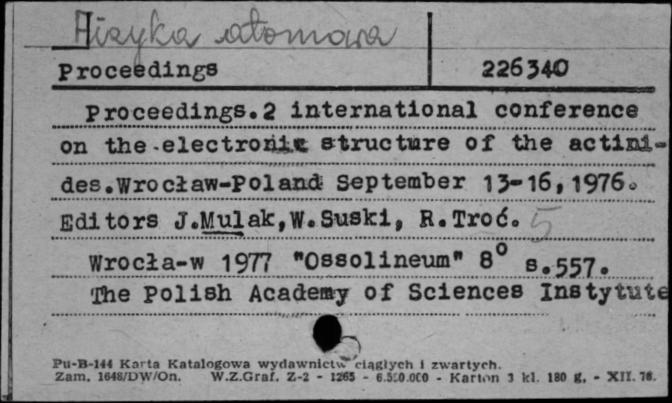 Fizyka atomowa
Proceedings 226340
Proceedings.2 international conference
on the electronic structure of the actini-
des.Wrocław-Poland September 13-16,1976.
Editors J.Mulak,W.Suski, R.Troć. 5
Wrocła-w 1977 "Ossolineum" 8° s.557.
The Polish Academy of Sciences Instytute
Pu-B-144 Karta Katalogowa wydawnictw ciągłych i zwartych.
Zam. 1648/DW/On. W.Z.Graf. Z-2 - 1265 - 6.500.000 - Karton 3 kl. 180 g. - XII. 76.